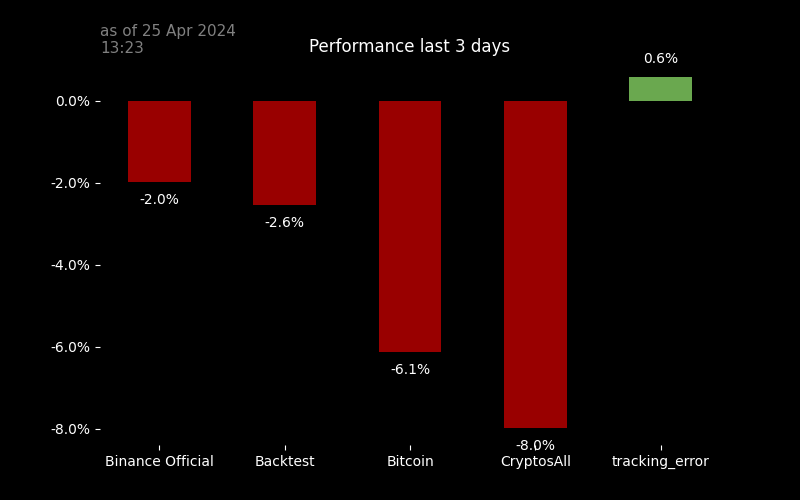 as of 25 Apr 2024
13:23
Performance last 3 days
0.6%
0.0%
-2.0%
-2.0%
-2.6%
-4.0%
-6.0%
-6.1%
-8.0%
-8.0%
Binance Official
Backtest
Bitcoin
CryptosAll
tracking_error